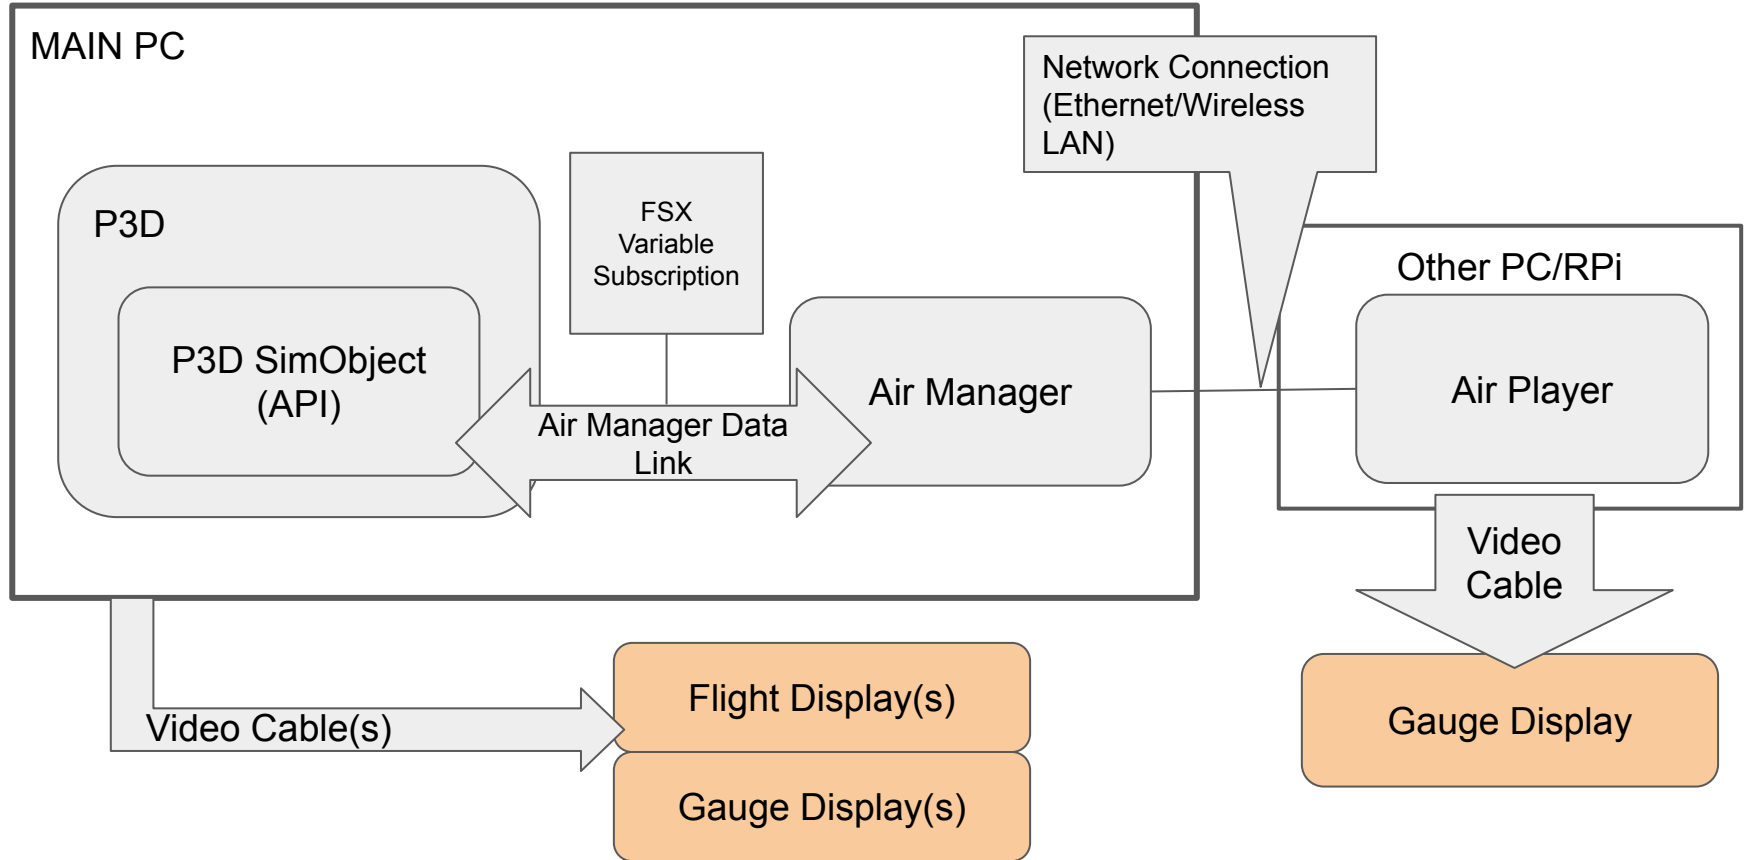 MAIN PC
Network Connection
(Ethernet/Wireless
LAN)
P3D
FSX
Variable
Subscription
Other PC/RPi
P3D SimObject
(API)
Air Manager Data
Link
Air Manager
Air Player
Video
Cable
Video Cable(s)
Flight Display(s)
Gauge Display(s)
Gauge Display